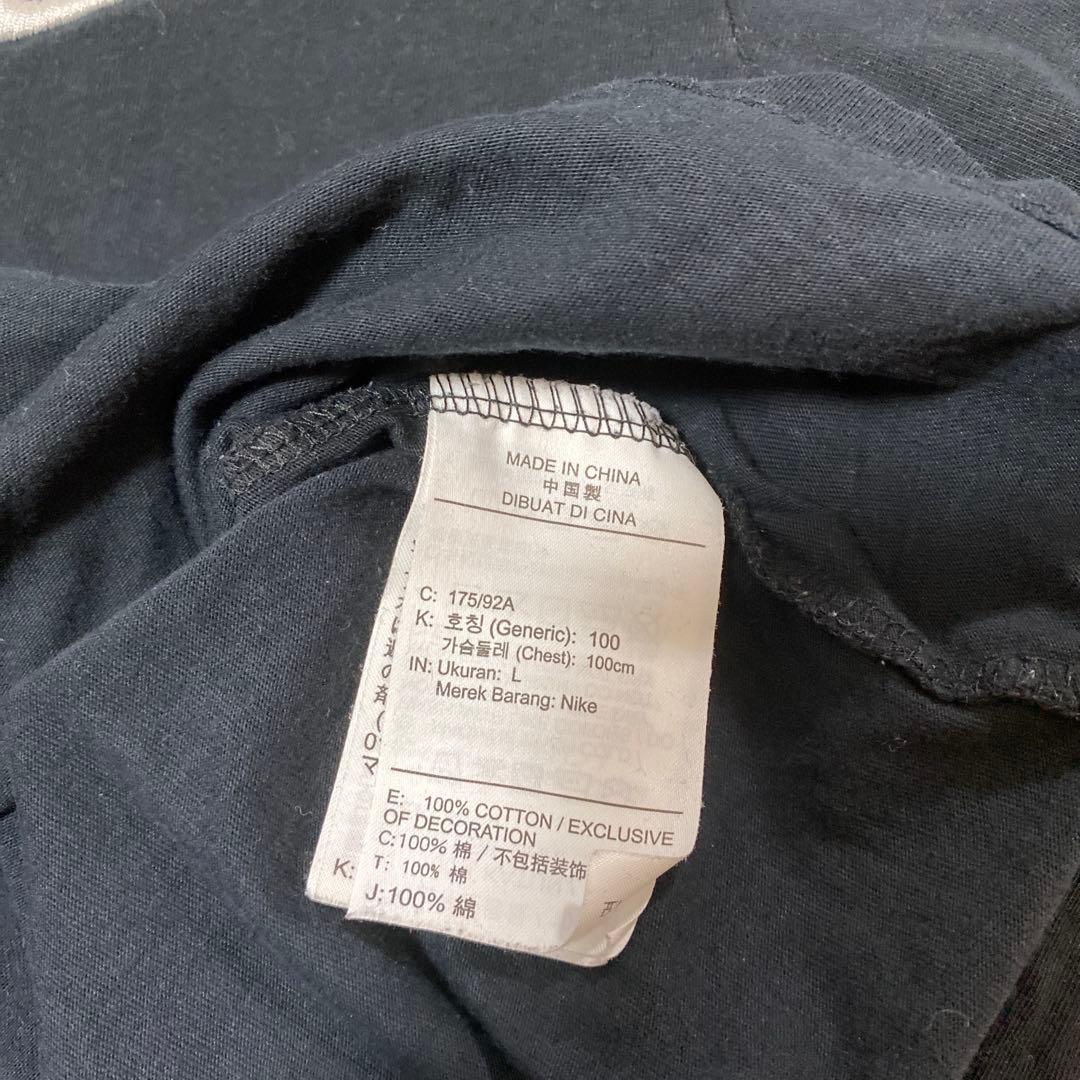 MADE IN CHINA
中国製
DIBUAT DI CINA
C: 175/92A
K: 호칭 (Generic): 100
가슴둘레 (Chest): 100cm
IN: Ukuran: L
Merek Barang: Nike
E: 100% COTTON / EXCLUSIVE
OF DECORATION
C:100% 棉 / 不包括装饰
T: 100% 棉
J:100% 綿
K: